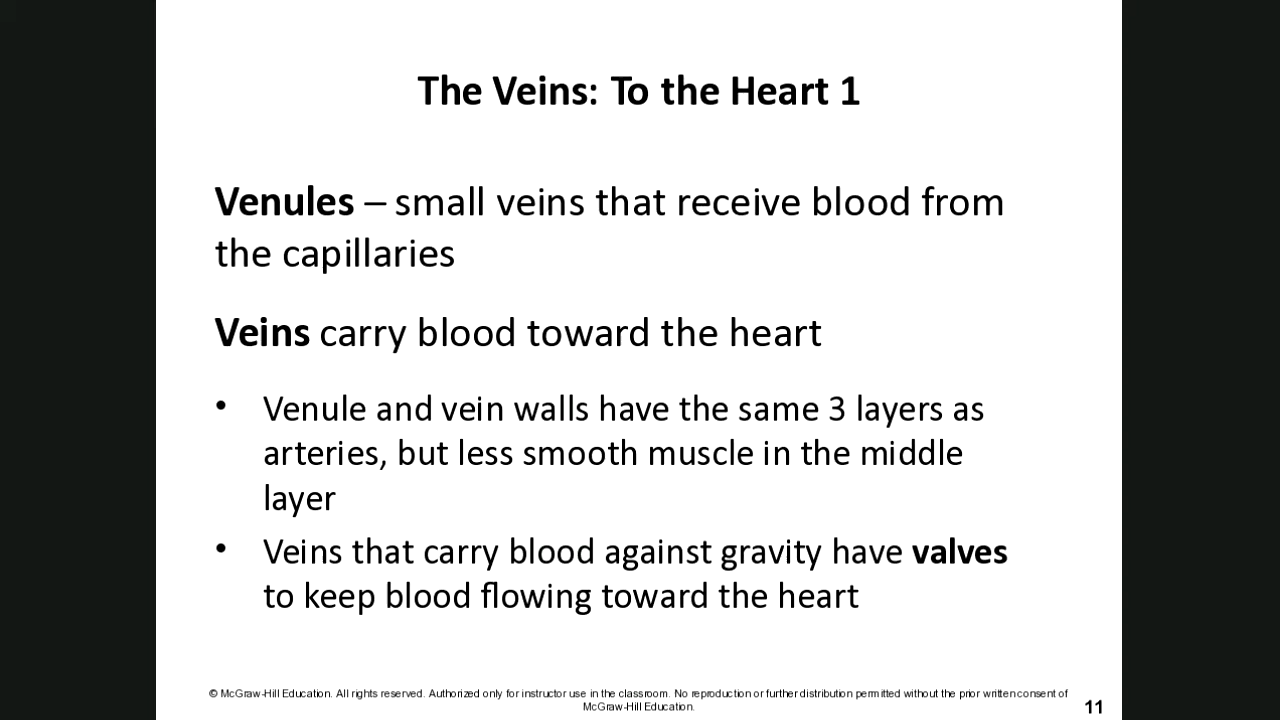 The Veins: To the Heart 1
Venules – small veins that receive blood from
the capillaries
Veins carry blood toward the heart
• Venule and vein walls have the same 3 layers as
arteries, but less smooth muscle in the middle
layer
• Veins that carry blood against gravity have valves
to keep blood flowing toward the heart
© McGraw-Hill Education. All rights reserved. Authorized only for instructor use in the classroom. No reproduction or further distribution permitted without the prior written consent of
McGraw-Hill Education.
11